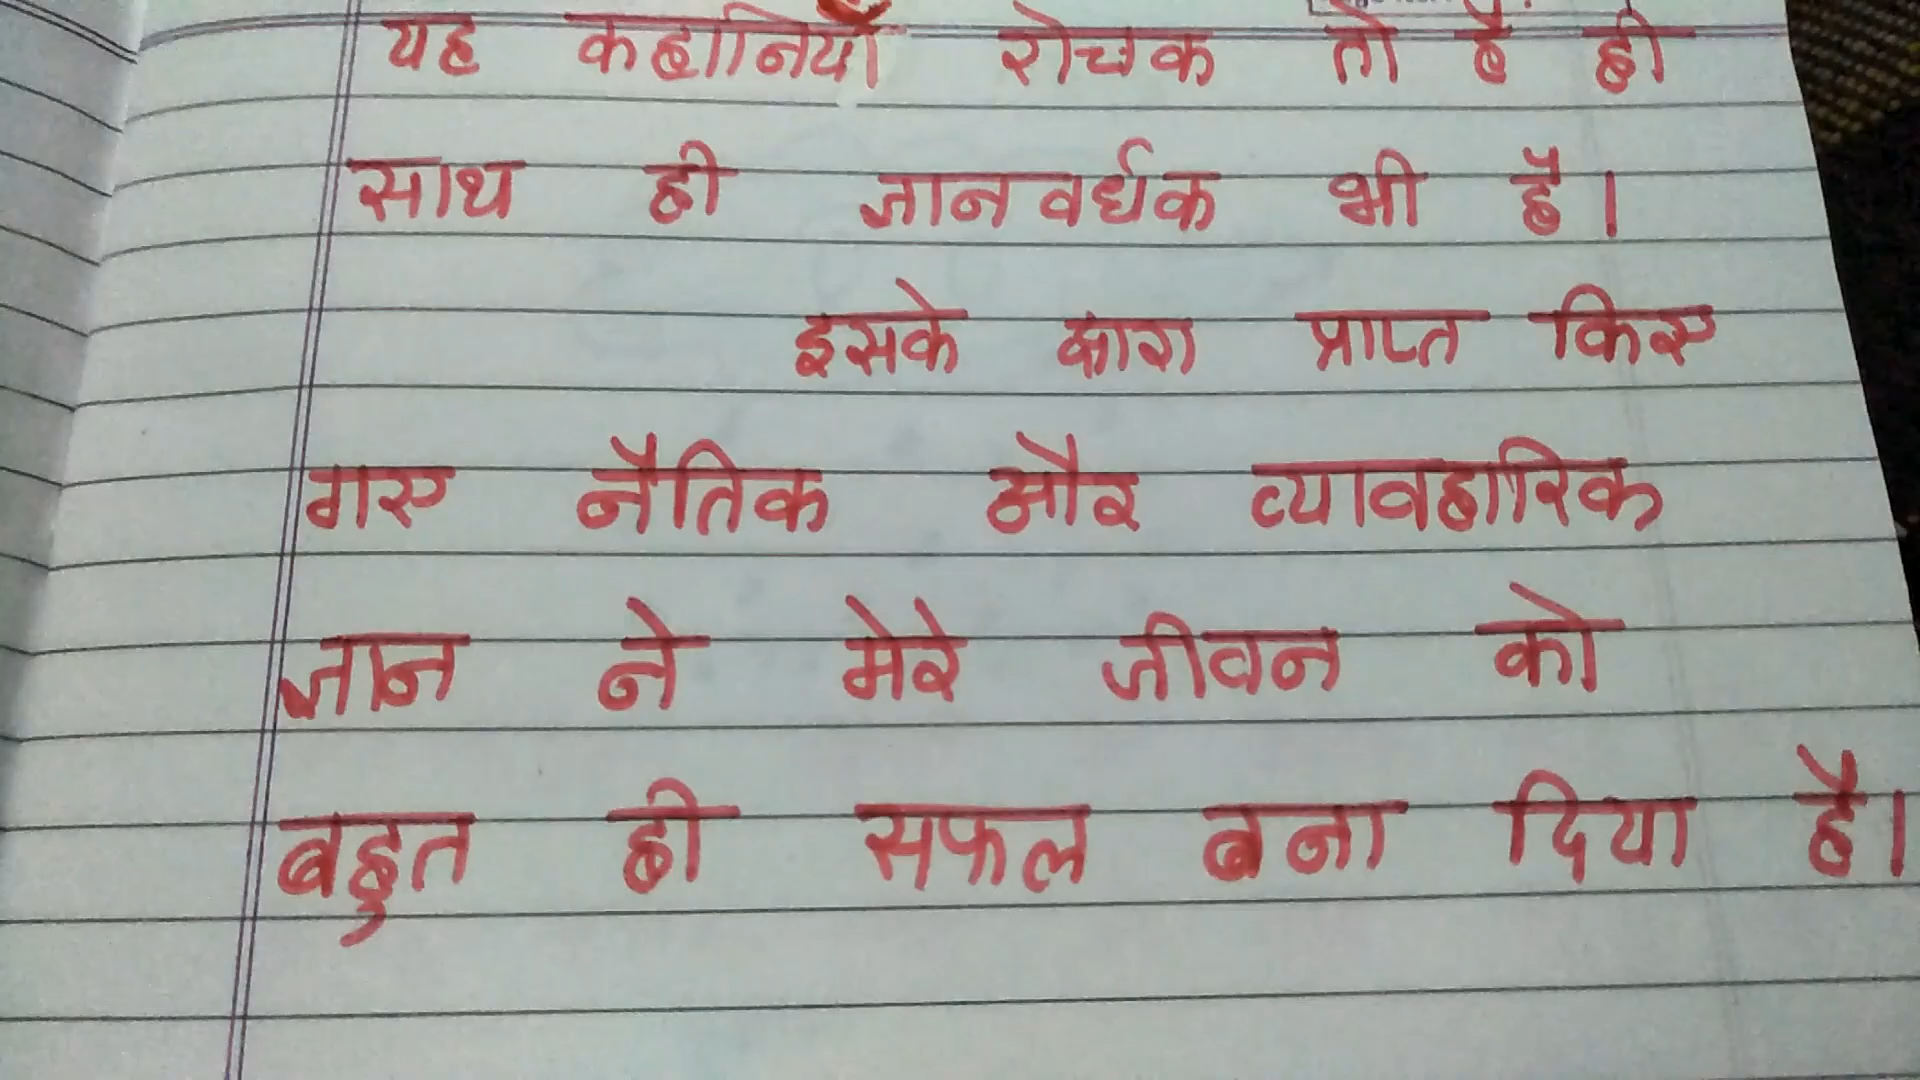 यह कहानियाँ रोचक तो है ही
साथ ही ज्ञानवर्धक भी है।
इसके द्वारा प्राप्त किए
गए नैतिक और व्यावहारिक
ज्ञान ने मेरे जीवन को
बहुत ही सफल बना दिया है।